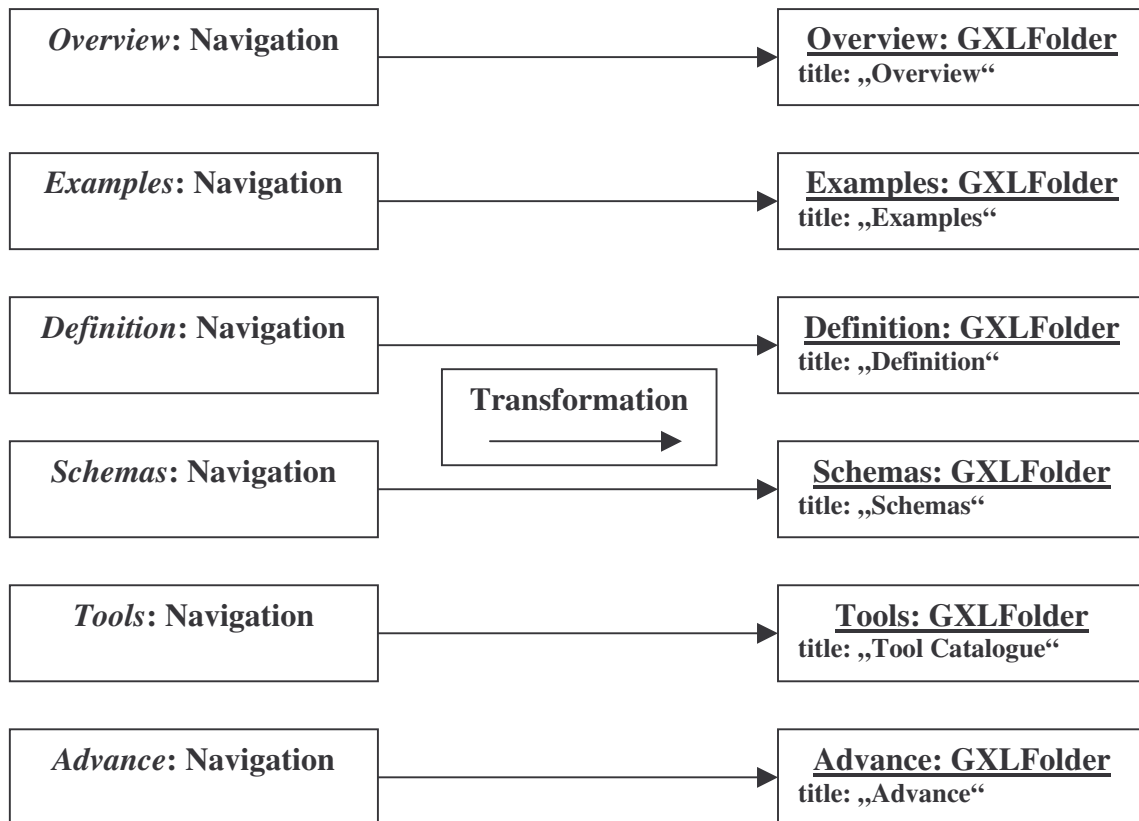 Overview: Navigation
Overview: GXLFolder
title: „Overview“
Examples: Navigation
Examples: GXLFolder
title: „Examples“
Definition: Navigation
Definition: GXLFolder
title: „Definition“
Transformation
Schemas: Navigation
Schemas: GXLFolder
title: „Schemas“
Tools: Navigation
Tools: GXLFolder
title: „Tool Catalogue“
Advance: Navigation
Advance: GXLFolder
title: „Advance“